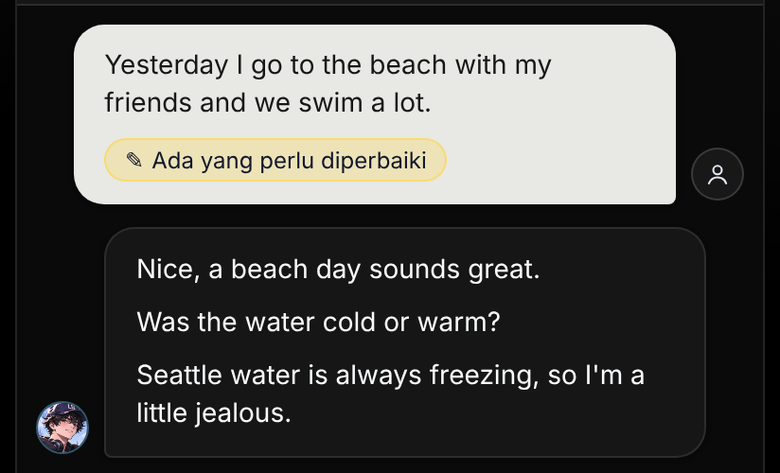 Yesterday I go to the beach with my
friends and we swim a lot.
✎ Ada yang perlu diperbaiki
Nice, a beach day sounds great.
Was the water cold or warm?
Seattle water is always freezing, so I'm a
little jealous.